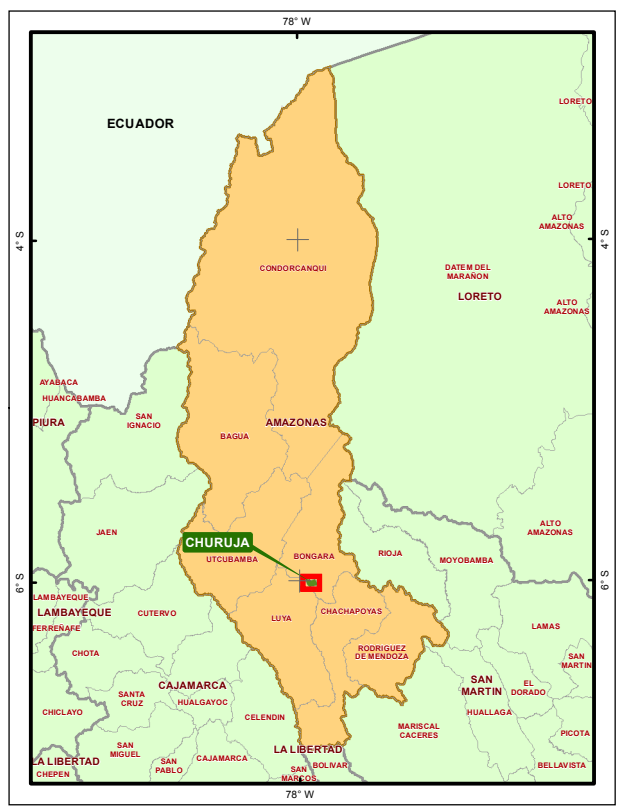 78° W
ECUADOR
LORETO
LORETO
ALTO
AMAZONAS
4° S
4° S
CONDORCANQUI
DATEM DEL
MARAÑON
LORETO
ALTO
AMAZONAS
AYABACA
HUANCABAMBA
PIURA
SAN
IGNACIO
AMAZONAS
BAGUA
JAEN
CHURUJA
UTCUBAMBA
BONGARA
RIOJA
MOYOBAMBA
ALTO
AMAZONAS
6° S
6° S
LAMBAYEQUE
LAMBAYEQUE
FERREÑAFE
CUTERVO
LUYA
CHACHAPOYAS
LAMAS
CHOTA
RODRIGUEZ
DE MENDOZA
SAN
MARTIN
CAJAMARCA
SANTA
CRUZ
HUALGAYOC
SAN
MARTIN
EL
DORADO
CHICLAYO
CELENDIN
HUALLAGA
MARISCAL
CACERES
PICOTA
LA LIBERTAD
SAN
MIGUEL
SAN
PABLO
CAJAMARCA
LA LIBERTAD
CHEPEN
SAN
MARCOS
BOLIVAR
BELLAVISTA
78° W